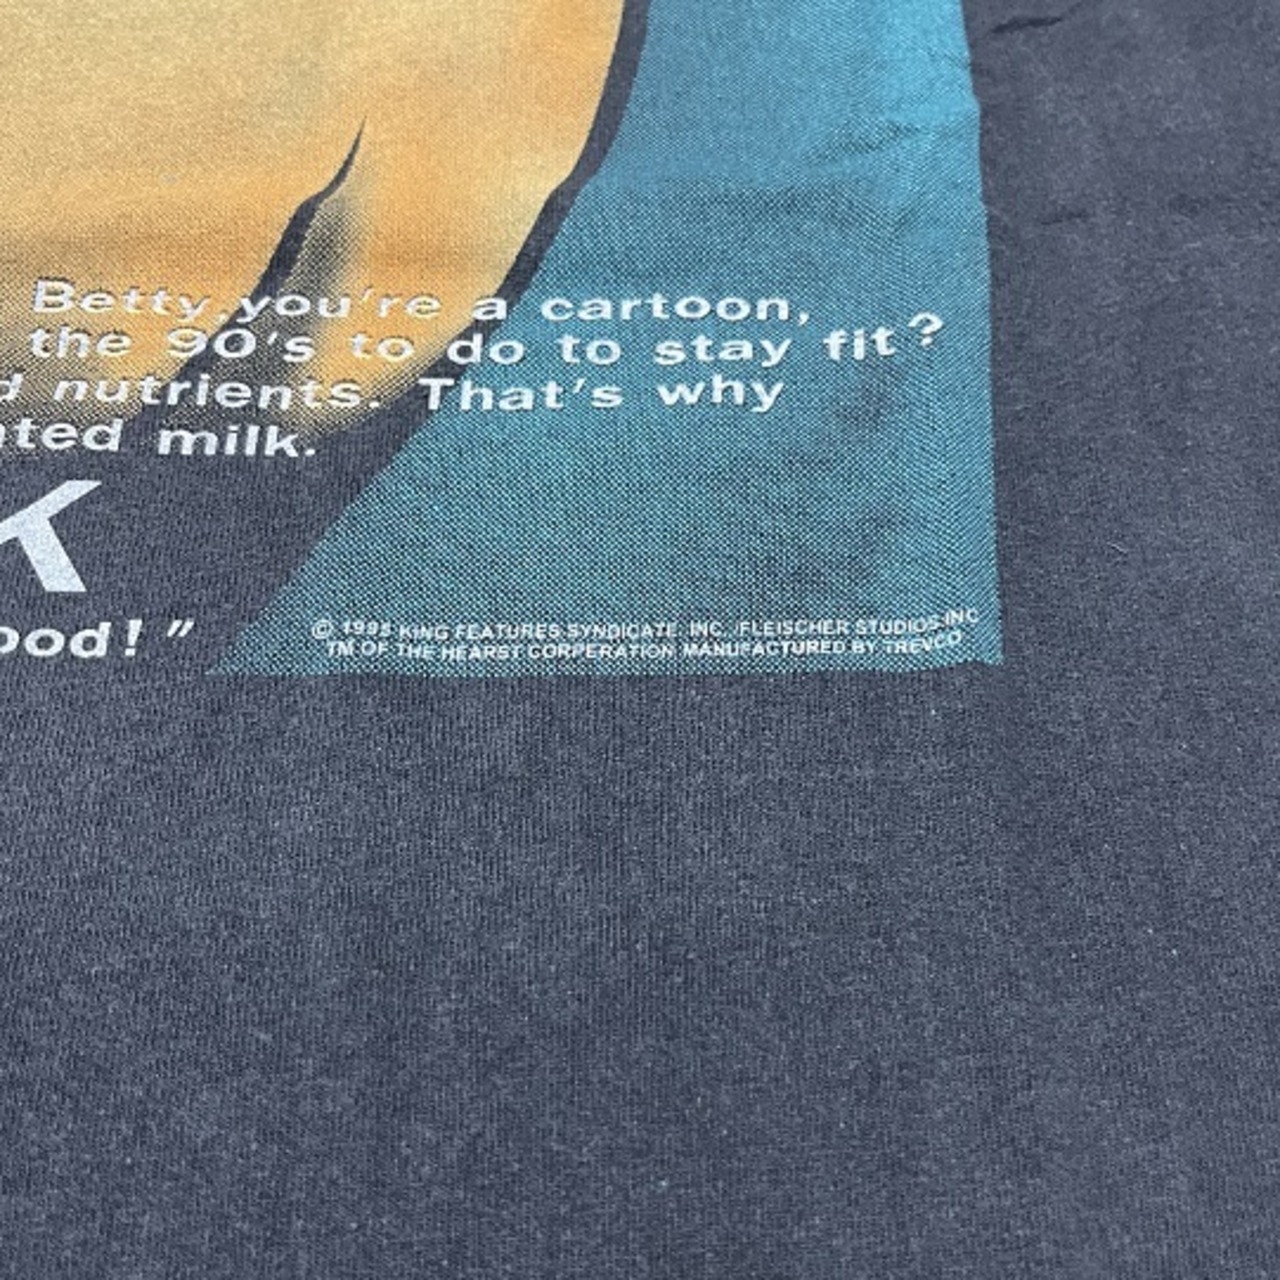 Betty,you're a cartoon,
the 90's to do to stay fit?
d nutrients. That's why
ted milk.
K
ood!"
© 1995 KING FEATURES SYNDICATE. INC. /FLEISCHER STUDIOS INC
TM OF THE HEARST CORPERATION MANUFACTURED BY TREVCO